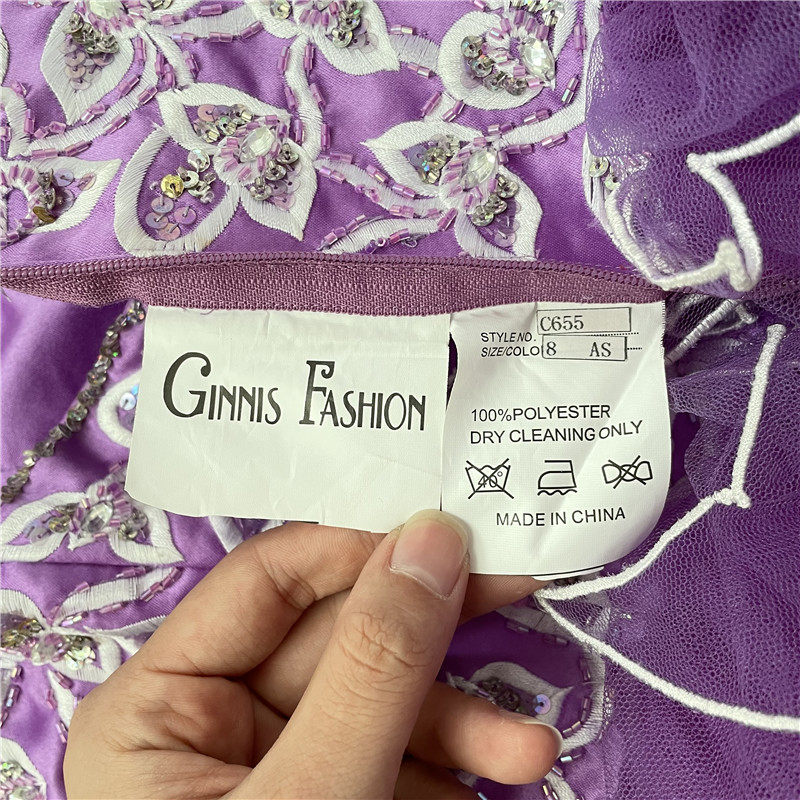 GINNIS FASHION
STYLE NO. C655
SIZE/COLO 8 AS
100%POLYESTER
DRY CLEANING ONLY
40°
MADE IN CHINA